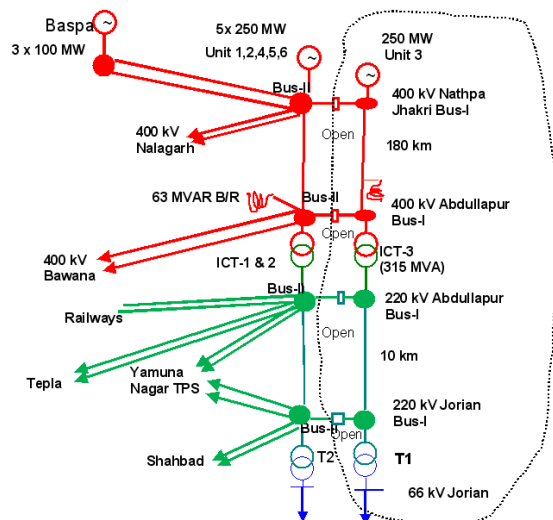 Baspa
3 x 100 MW
~
5x 250 MW
Unit 1,2,4,5,6
~
250 MW
Unit 3
~
Bus-II
400 kV Nathpa
Jhakri Bus-I
Open
400 kV
Nalagarh
180 km
63 MVAR B/R
Bus-II
400 kV Abdullapur
Bus-I
Open
400 kV
Bawana
ICT-1 & 2
ICT-3
(315 MVA)
Bus-II
220 kV Abdullapur
Bus-I
Railways
Open
10 km
Tepla
Yamuna
Nagar TPS
220 kV Jorian
Bus-I
Bus-II
Open
Shahbad
T2
T1
66 kV Jorian